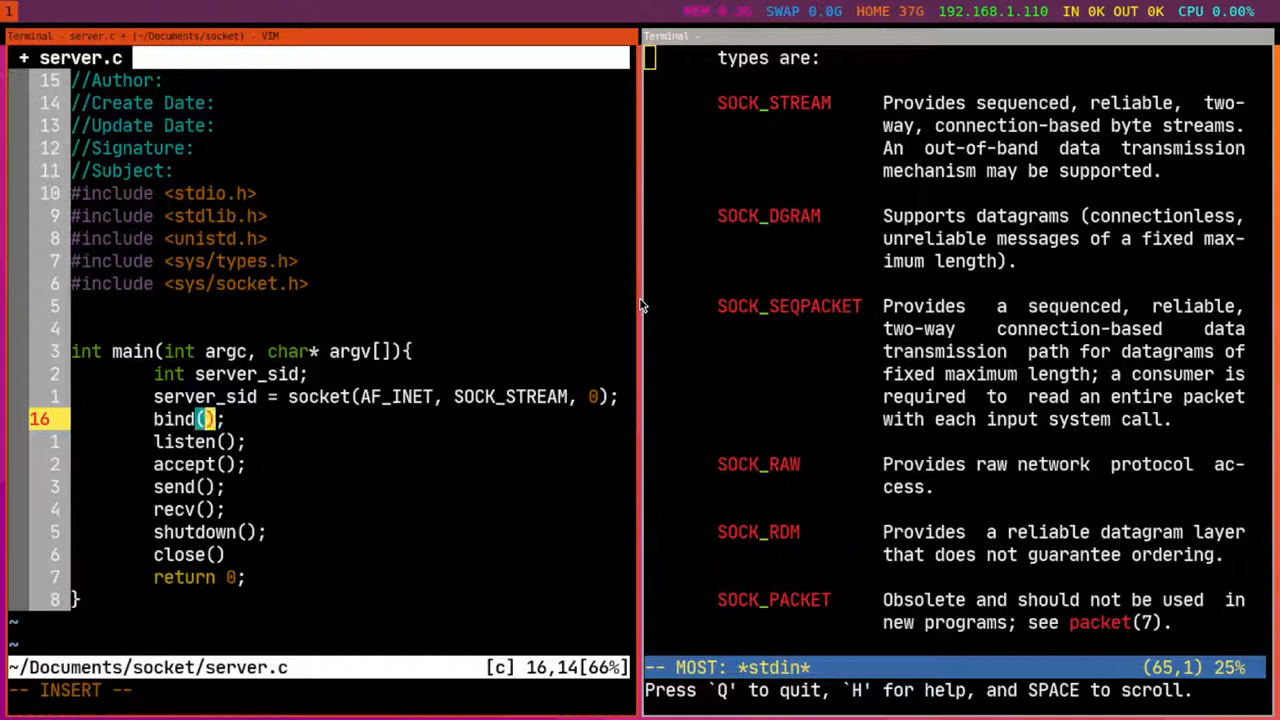 1
MEM 6.3G SWAP 0.0G HOME 37G 192.168.1.110 IN 0K OUT 0K CPU 0.00%
Terminal - server.c + (~/Documents/socket) - VIM
+ server.c
15 //Author:
14 //Create Date:
13 //Update Date:
12 //Signature:
11 //Subject:
10 #include <stdio.h>
9 #include <stdlib.h>
8 #include <unistd.h>
7 #include <sys/types.h>
6 #include <sys/socket.h>
5
4
3 int main(int argc, char* argv[]){
2 int server_sid;
1 server_sid = socket(AF_INET, SOCK_STREAM, 0);
16 bind();
1 listen();
2 accept();
3 send();
4 recv();
5 shutdown();
6 close()
7 return 0;
8 }
~
~
~/Documents/socket/server.c [c] 16,14[66%]
-- INSERT --
Terminal -
types are:
SOCK_STREAM Provides sequenced, reliable, two-
way, connection-based byte streams.
An out-of-band data transmission
mechanism may be supported.
SOCK_DGRAM Supports datagrams (connectionless,
unreliable messages of a fixed max-
imum length).
SOCK_SEQPACKET Provides a sequenced, reliable,
two-way connection-based data
transmission path for datagrams of
fixed maximum length; a consumer is
required to read an entire packet
with each input system call.
SOCK_RAW Provides raw network protocol ac-
cess.
SOCK_RDM Provides a reliable datagram layer
that does not guarantee ordering.
SOCK_PACKET Obsolete and should not be used in
new programs; see packet(7).
-- MOST: *stdin* (65,1) 25%
Press `Q' to quit, `H' for help, and SPACE to scroll.